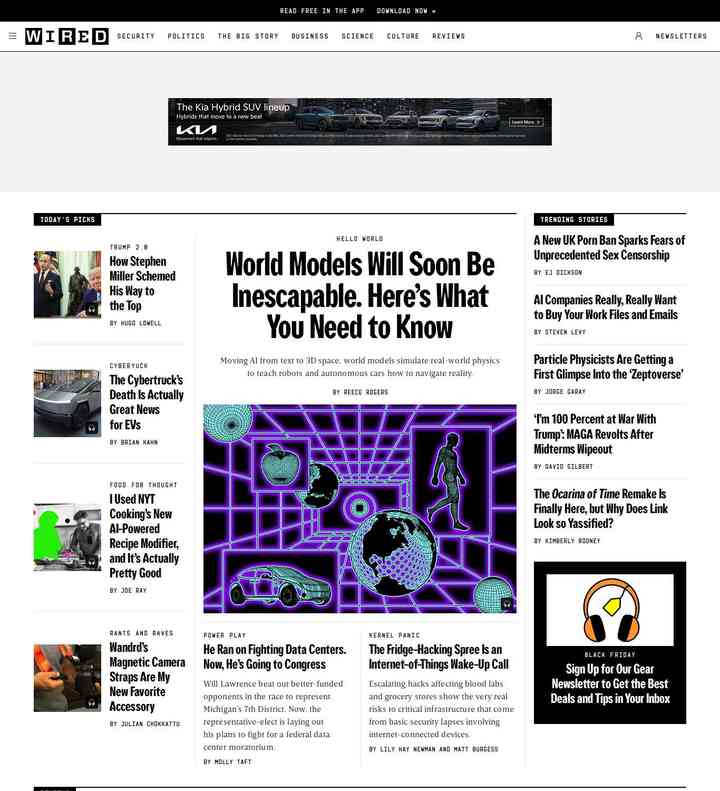 READ FREE IN THE APP DOWNLOAD NOW
WIRED
SECURITY POLITICS THE BIG STORY BUSINESS SCIENCE CULTURE REVIEWS
NEWSLETTERS
The Kia Hybrid SUV lineup
Hybrids that move to a new beat
KIA
Movement that inspires
Learn More
TODAY'S PICKS
TRUMP 2.0
How Stephen
Miller Schemed
His Way to
the Top
BY HUGO LOWELL
CYBERYUCK
The Cybertruck's
Death Is Actually
Great News
for EVs
BY BRIAN KAHN
FOOD FOR THOUGHT
I Used NYT
Cooking's New
AI-Powered
Recipe Modifier,
and It's Actually
Pretty Good
BY JOE RAY
RANTS AND RAVES
Wandrd's
Magnetic Camera
Straps Are My
New Favorite
Accessory
BY JULIAN CHOKKATTU
HELLO WORLD
World Models Will Soon Be
Inescapable. Here's What
You Need to Know
Moving AI from text to 3D space, world models simulate real-world physics
to teach robots and autonomous cars how to navigate reality.
BY REECE ROGERS
POWER PLAY
He Ran on Fighting Data Centers.
Now, He's Going to Congress
Will Lawrence beat out better-funded
opponents in the race to represent
Michigan's 7th District. Now, the
representative-elect is laying out
his plans to fight for a federal data
center moratorium.
BY MOLLY TAFT
KERNEL PANIC
The Fridge-Hacking Spree Is an
Internet-of-Things Wake-Up Call
Escalating hacks affecting blood labs
and grocery stores show the very real
risks to critical infrastructure that come
from basic security lapses involving
internet-connected devices.
BY LILY HAY NEWMAN AND MATT BURGESS
TRENDING STORIES
A New UK Porn Ban Sparks Fears of
Unprecedented Sex Censorship
BY EJ DICKSON
AI Companies Really, Really Want
to Buy Your Work Files and Emails
BY STEVEN LEVY
Particle Physicists Are Getting a
First Glimpse Into the 'Zeptoverse'
BY JORGE GARAY
'I'm 100 Percent at War With
Trump': MAGA Revolts After
Midterms Wipeout
BY DAVID GILBERT
The Ocarina of Time Remake Is
Finally Here, but Why Does Link
Look so Yassified?
BY KIMBERLY ROONEY
BLACK FRIDAY
Sign Up for Our Gear
Newsletter to Get the Best
Deals and Tips in Your Inbox